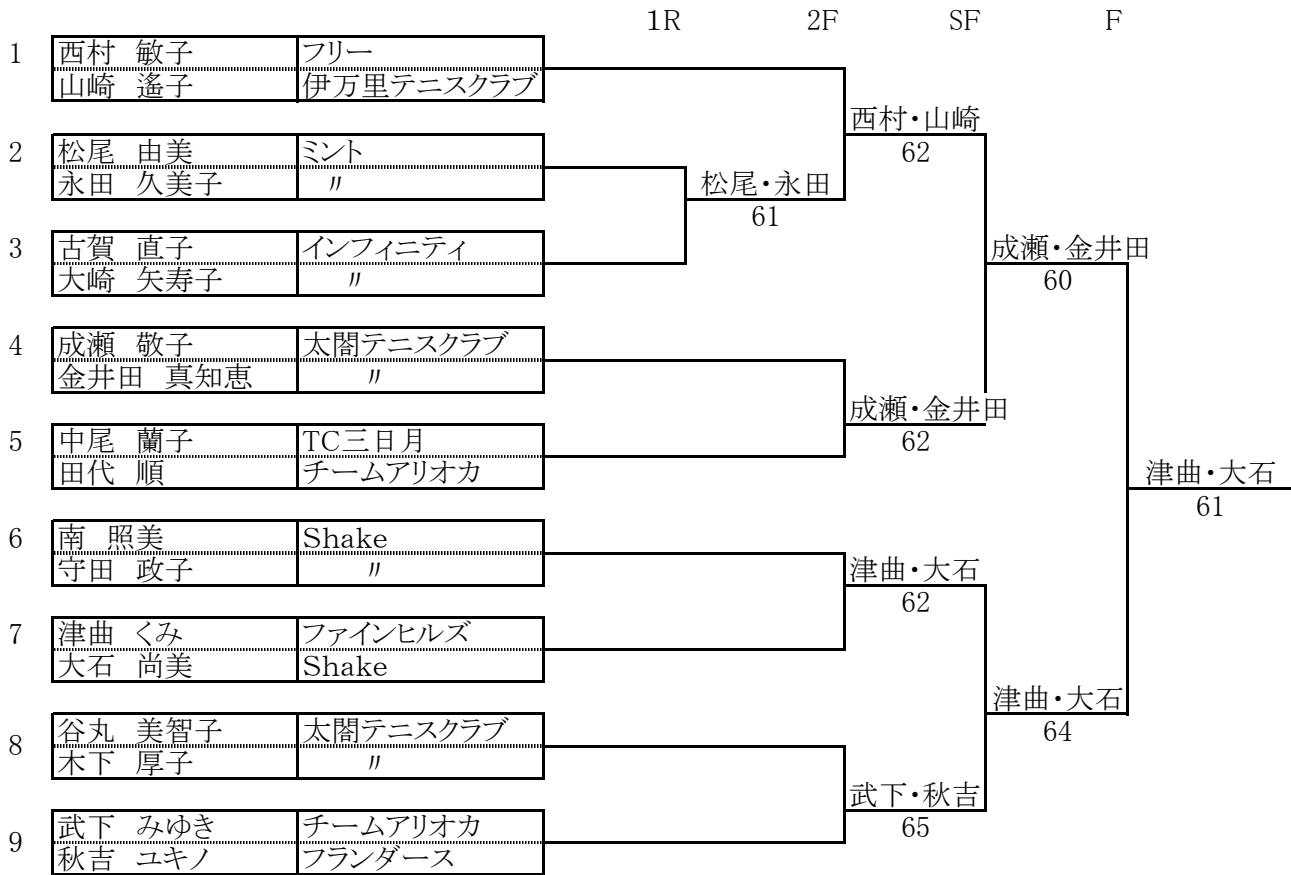 1R 2F SF F
1 西村 敏子 フリー
山崎 遙子 伊万里テニスクラブ
西村・山崎
62
2 松尾 由美 ミント
永田 久美子 〃
松尾・永田
61
3 古賀 直子 インフィニティ
大崎 矢寿子 〃
成瀬・金井田
60
4 成瀬 敬子 太閤テニスクラブ
金井田 真知恵 〃
成瀬・金井田
62
5 中尾 蘭子 TC三日月
田代 順 チームアリオカ
津曲・大石
61
6 南 照美 Shake
守田 政子 〃
津曲・大石
62
7 津曲 くみ ファインヒルズ
大石 尚美 Shake
津曲・大石
64
8 谷丸 美智子 太閤テニスクラブ
木下 厚子 〃
武下・秋吉
65
9 武下 みゆき チームアリオカ
秋吉 ユキノ フランダース